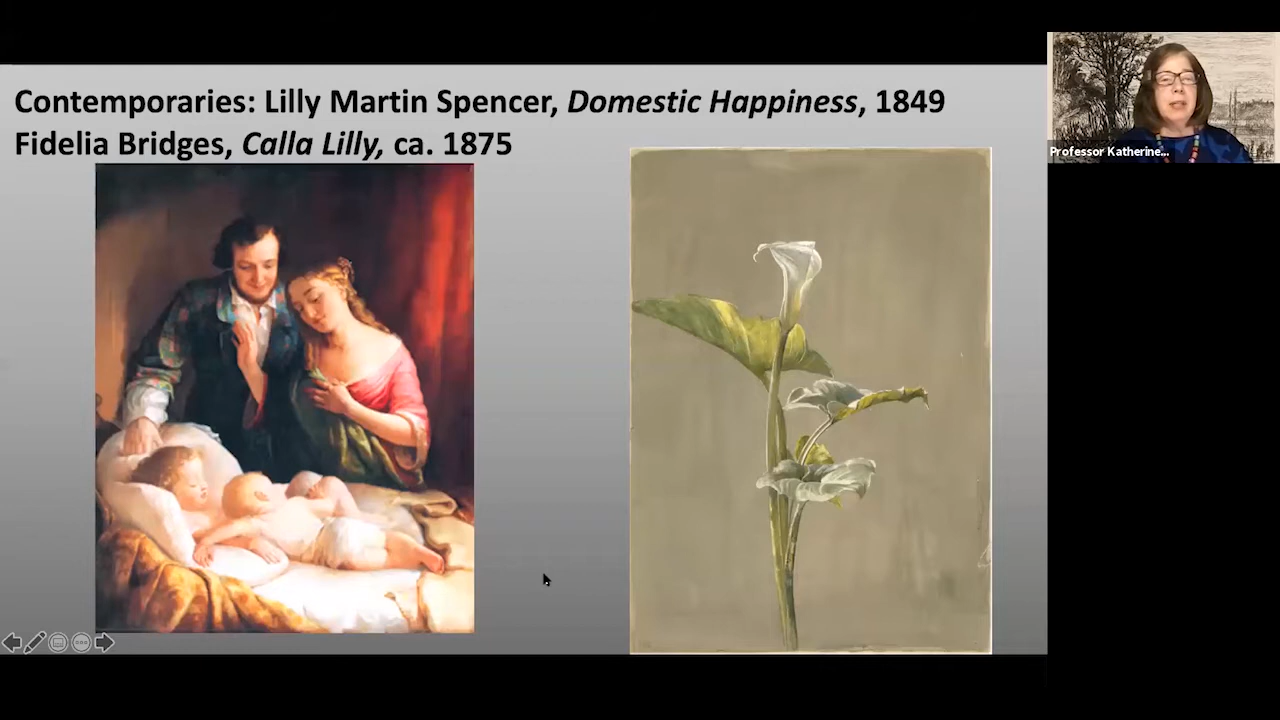 Contemporaries: Lilly Martin Spencer, Domestic Happiness, 1849
Fidelia Bridges, Calla Lilly, ca. 1875
Professor Katherine...